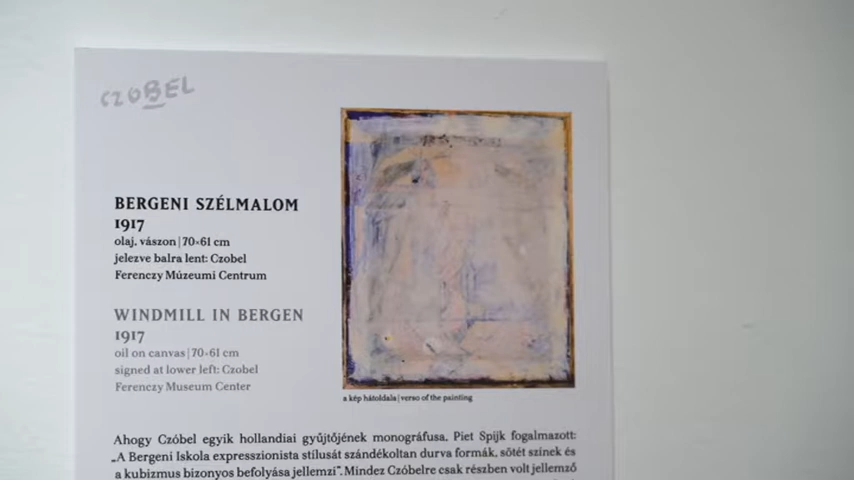 CZOBEL
BERGENI SZÉLMALOM
1917
olaj, vászon | 70×61 cm
jelezve balra lent: Czobel
Ferenczy Múzeumi Centrum
WINDMILL IN BERGEN
1917
oil on canvas | 70×61 cm
signed at lower left: Czobel
Ferenczy Museum Center
a kép hátoldala | verso of the painting
Ahogy Czóbel egyik hollandiai gyűjtőjének monográfusa, Piet Spijk fogalmazott:
„A Bergeni Iskola expresszionista stílusát szándékoltan durva formák, sötét színek és
a kubizmus bizonyos befolyása jellemzi”. Mindez Czóbelre csak részben volt jellemző